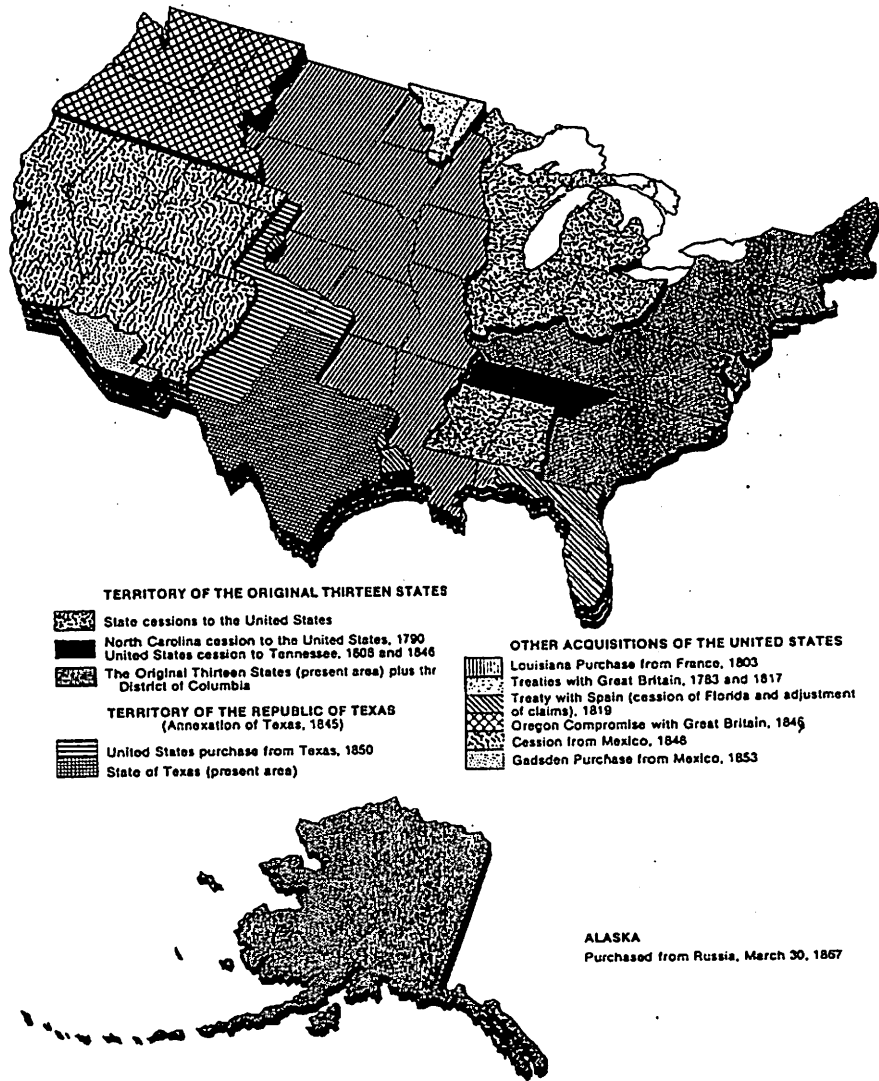 TERRITORY OF THE ORIGINAL THIRTEEN STATES
State cessions to the United States
North Carolina cession to the United States, 1790
United States cession to Tennessee, 1808 and 1846
The Original Thirteen States (present area) plus thr
District of Columbia
TERRITORY OF THE REPUBLIC OF TEXAS
(Annexation of Texas, 1845)
United States purchase from Texas, 1850
State of Texas (present area)
OTHER ACQUISITIONS OF THE UNITED STATES
Louisiana Purchase from France, 1803
Treaties with Great Britain, 1783 and 1817
Treaty with Spain (cession of Florida and adjustment
of claims), 1819
Oregon Compromise with Great Britain, 1846
Cession from Mexico, 1848
Gadsden Purchase from Mexico, 1853
ALASKA
Purchased from Russia, March 30, 1867